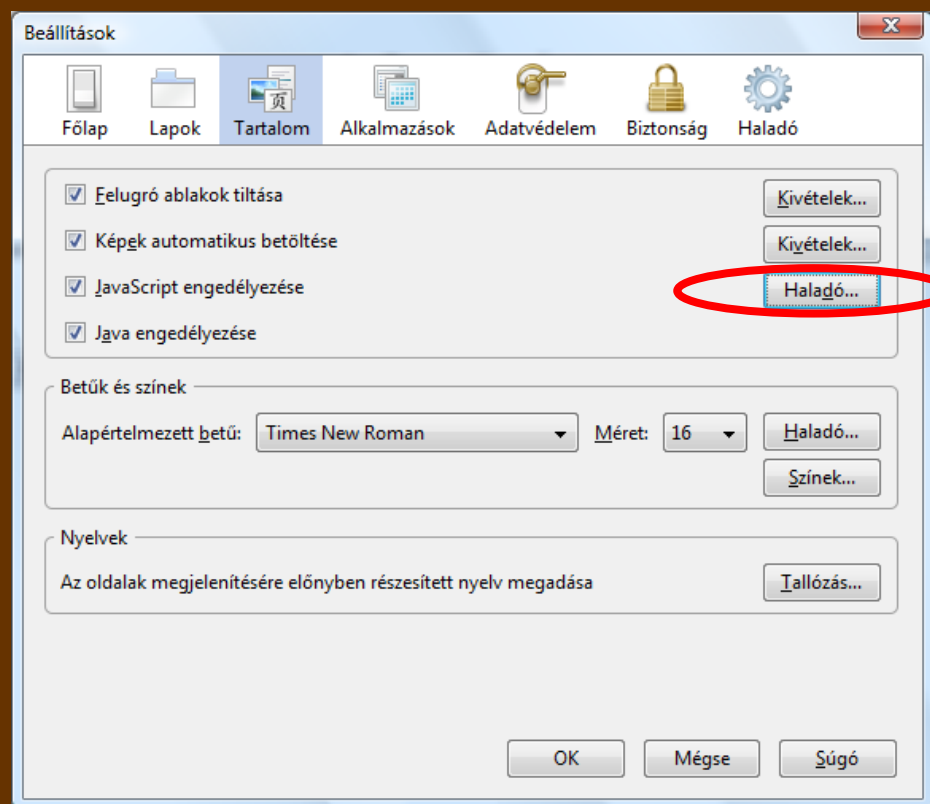 Beállítások
Főlap Lapok Tartalom Alkalmazások Adatvédelem Biztonság Haladó
页
Felugró ablakok tiltása Kivételek...
Képek automatikus betöltése Kivételek...
JavaScript engedélyezése Haladó...
Java engedélyezése
Betűk és színek
Alapértelmezett betű: Times New Roman Méret: 16 Haladó...
Színek...
Nyelvek
Az oldalak megjelenítésére előnyben részesített nyelv megadása Tallózás...
OK Mégse Súgó